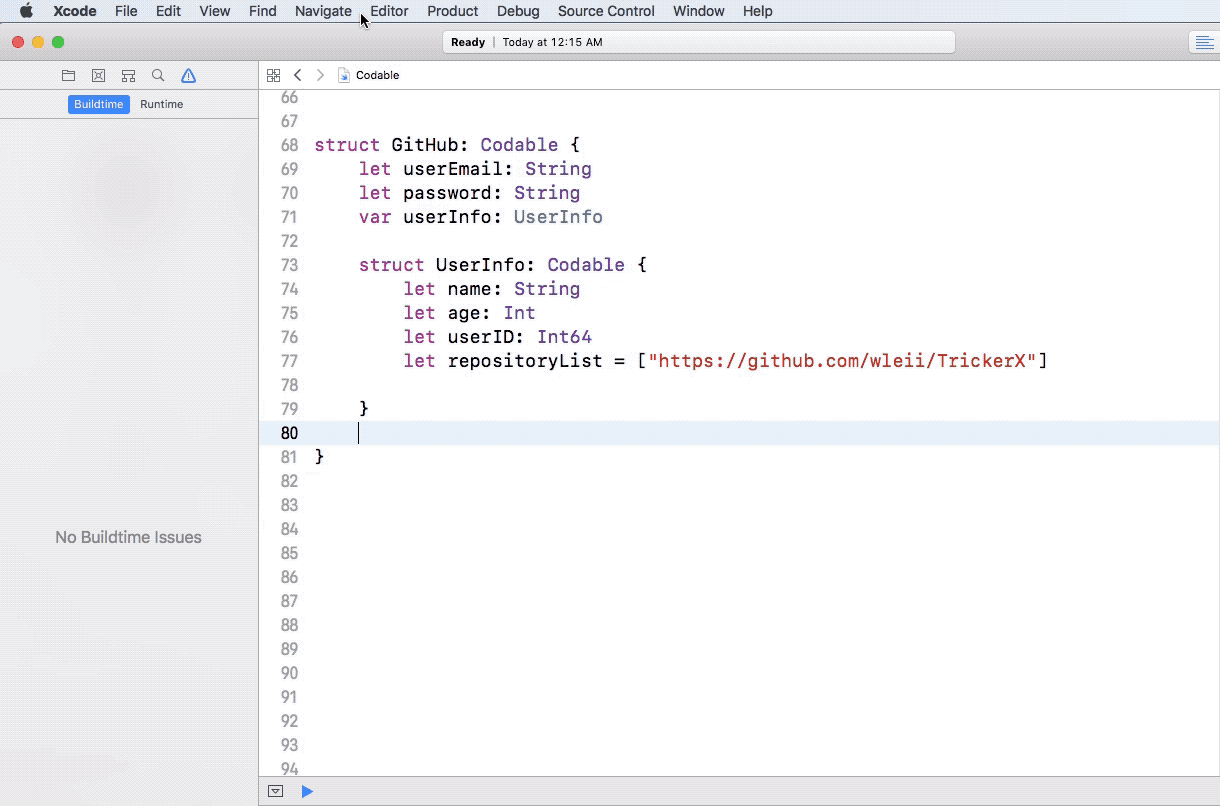 Xcode File Edit View Find Navigate Editor Product Debug Source Control Window Help
Ready | Today at 12:15 AM
Codable
Buildtime Runtime
66
67
68 struct GitHub: Codable {
69     let userEmail: String
70     let password: String
71     var userInfo: UserInfo
72
73     struct UserInfo: Codable {
74         let name: String
75         let age: Int
76         let userID: Int64
77         let repositoryList = ["https://github.com/wleii/TrickerX"]
78
79     }
80
81 }
82
83
84
No Buildtime Issues
85
86
87
88
89
90
91
92
93
94